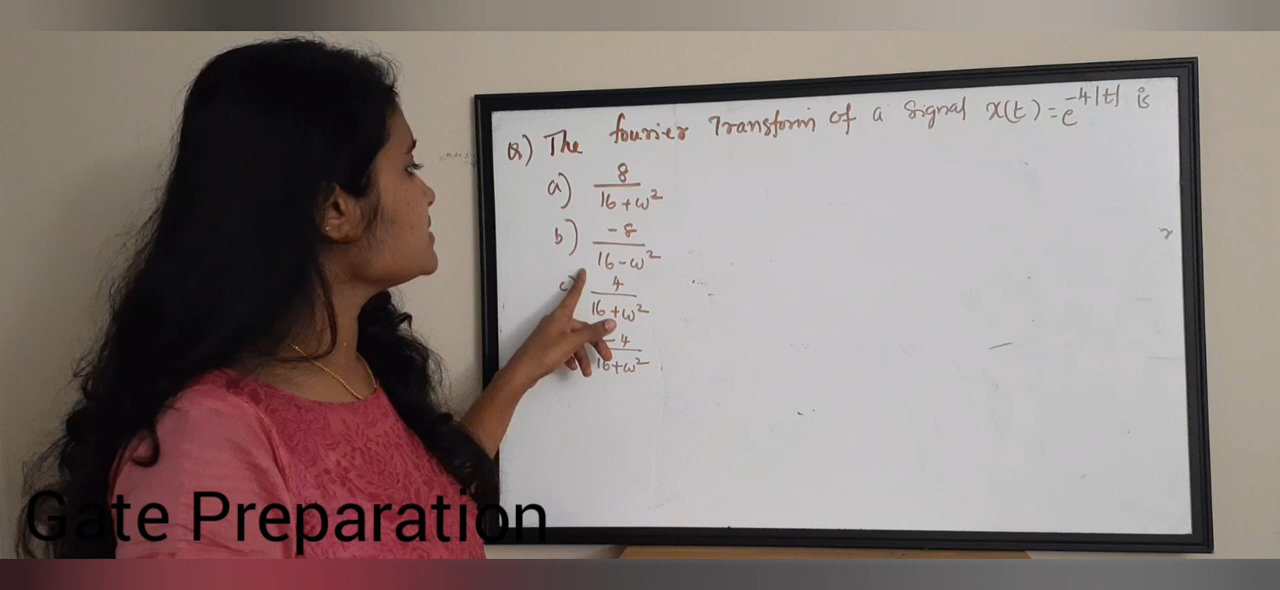 Q) The fourier Transform of a signal x(t) = e^{-4|t|} is
a) 8/(16+ω²)
b) -8/(16-ω²)
c) 4/(16+ω²)
-4/(16+ω²)
Gate Preparation